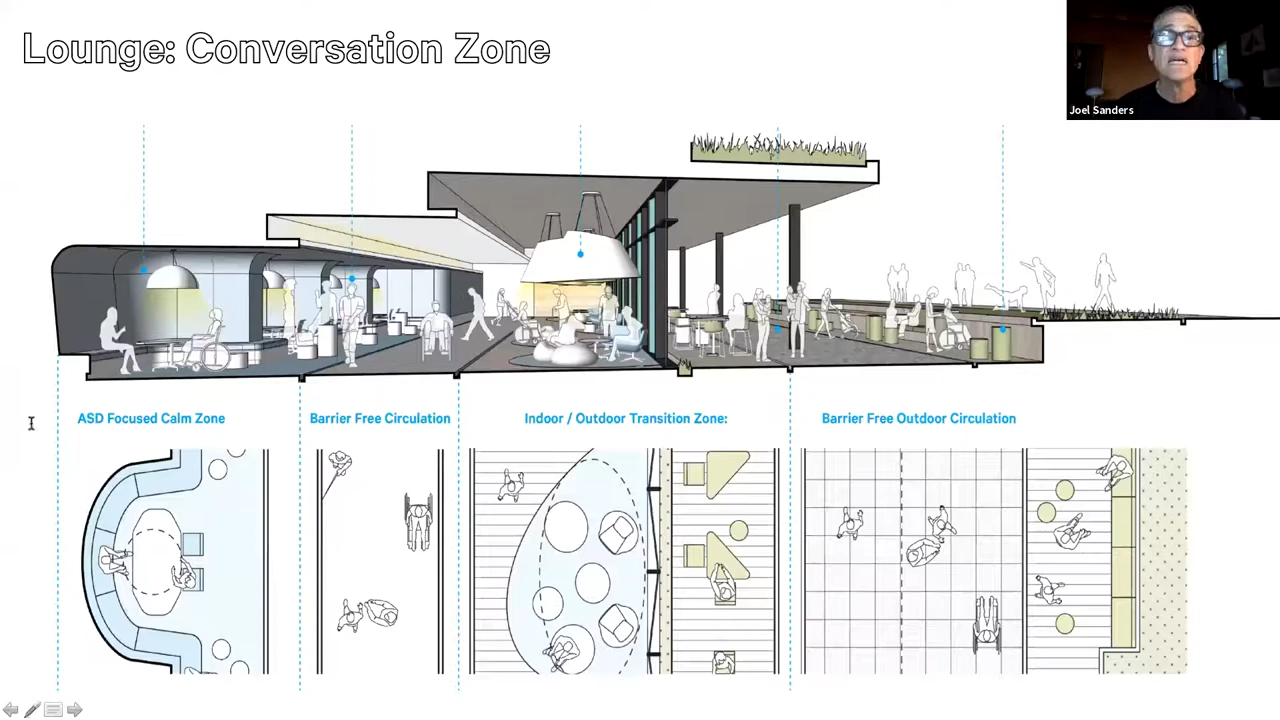 Lounge: Conversation Zone
Joel Sanders
ASD Focused Calm Zone
Barrier Free Circulation
Indoor / Outdoor Transition Zone:
Barrier Free Outdoor Circulation